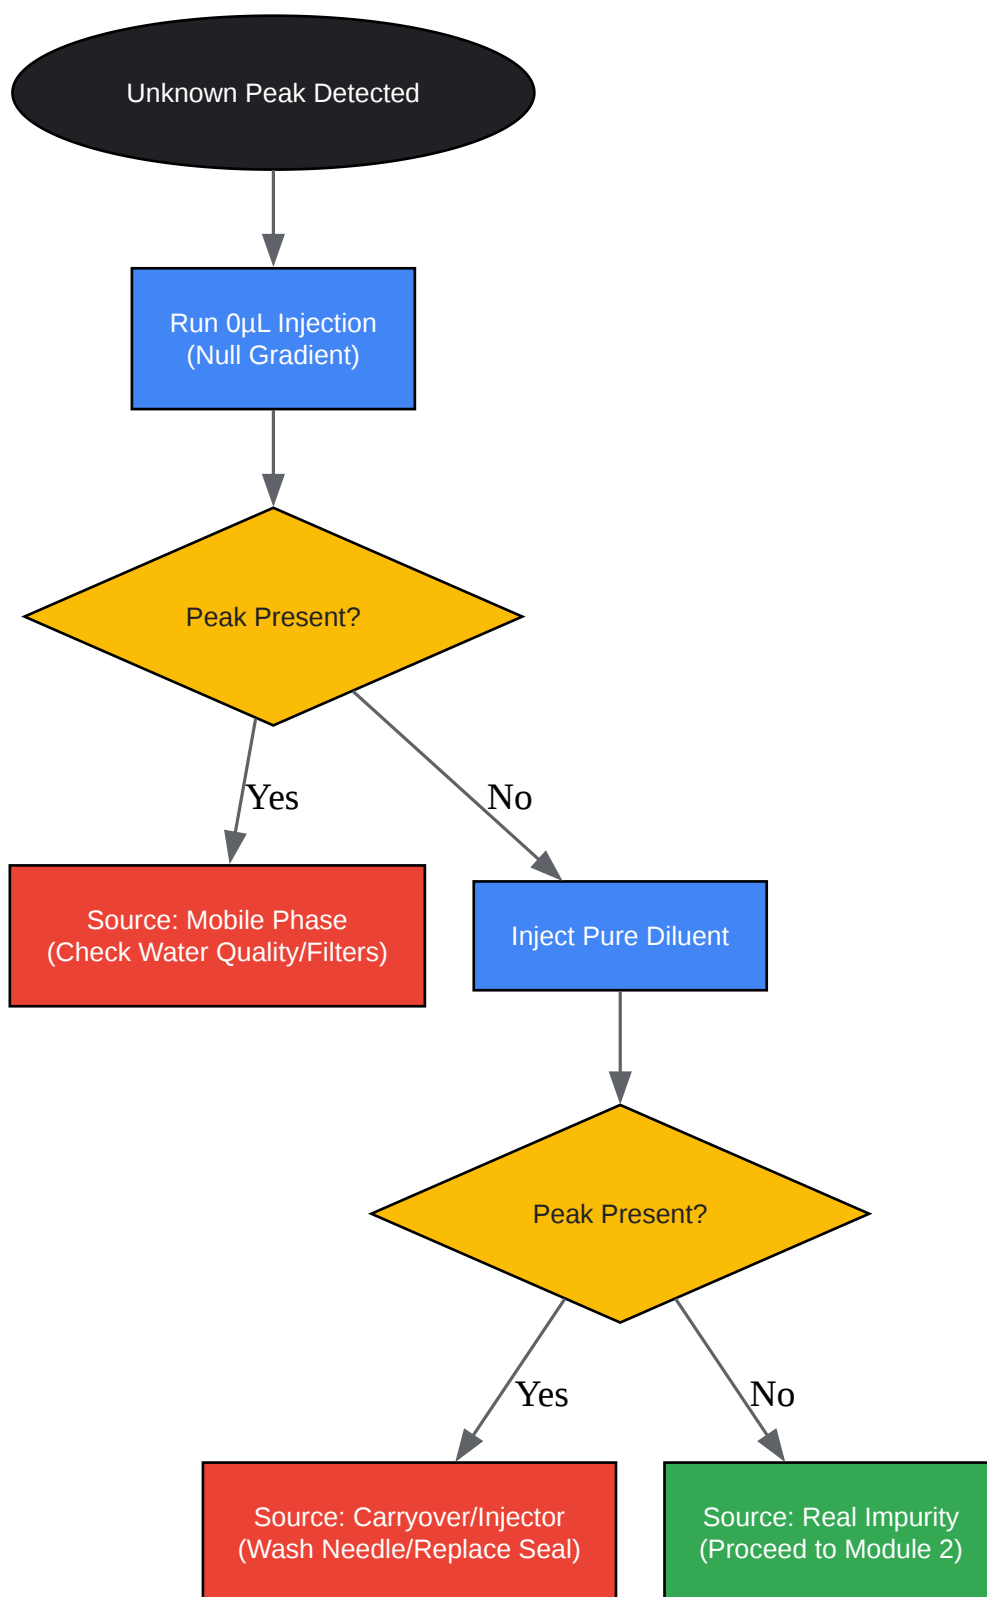 Unknown Peak Detected
Run 0µL Injection
(Null Gradient)
Peak Present?
Yes
No
Source: Mobile Phase
(Check Water Quality/Filters)
Inject Pure Diluent
Peak Present?
Yes
No
Source: Carryover/Injector
(Wash Needle/Replace Seal)
Source: Real Impurity
(Proceed to Module 2)